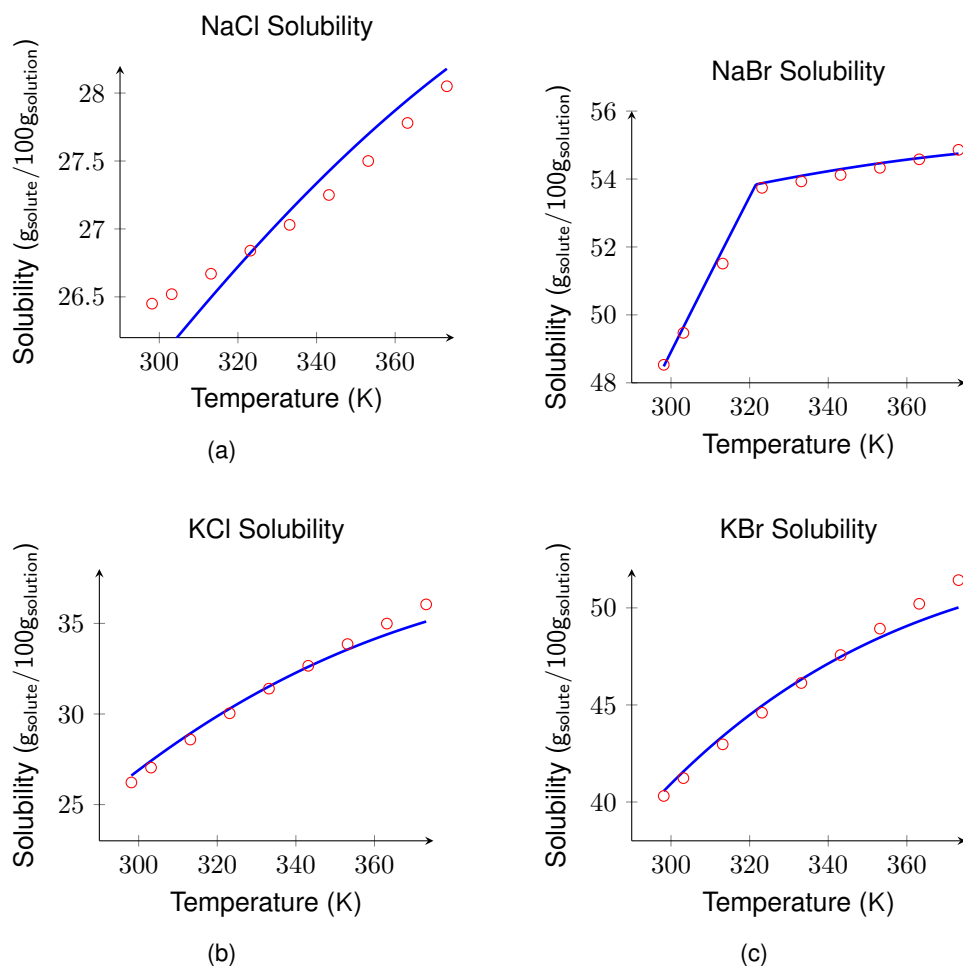 NaCl Solubility
Solubility (gsolute/100gsolution)
28
27.5
27
26.5
300 320 340 360
Temperature (K)
(a)
NaBr Solubility
Solubility (gsolute/100gsolution)
56
54
52
50
48
300 320 340 360
Temperature (K)
KCl Solubility
Solubility (gsolute/100gsolution)
35
30
25
300 320 340 360
Temperature (K)
(b)
KBr Solubility
Solubility (gsolute/100gsolution)
50
45
40
300 320 340 360
Temperature (K)
(c)